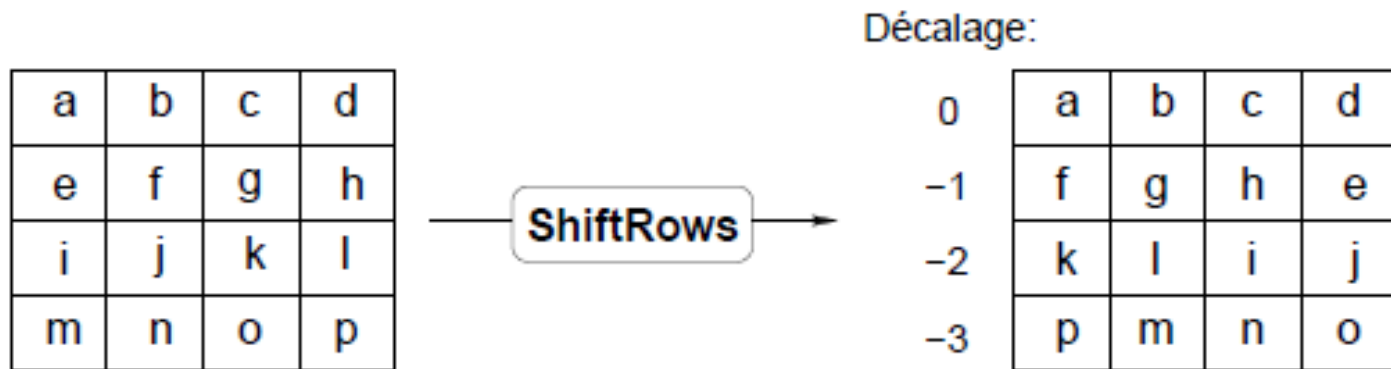 Décalage:
a b c d 0 a b c d
e f g h −1 f g h e
ShiftRows
i j k l −2 k l i j
m n o p −3 p m n o